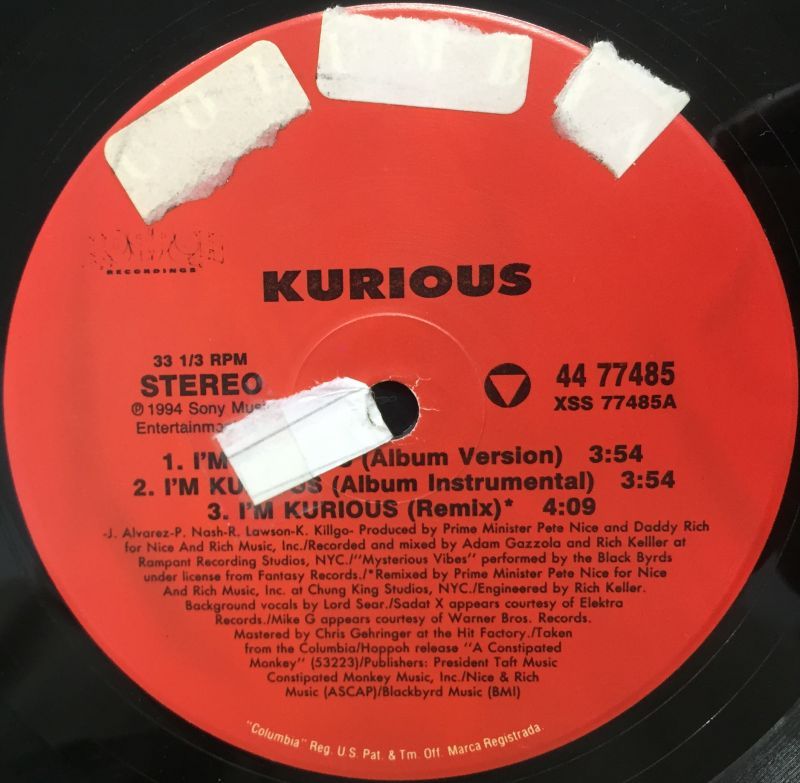 RECORDINGS
KURIOUS
33 1/3 RPM
STEREO
℗ 1994 Sony
44 77485
XSS 77485A
1. I'M (Album Version) 3:54
2. I'M KURIOUS (Album Instrumental) 3:54
3. I'M KURIOUS (Remix)* 4:09
-J. Alvarez-P. Nash-R. Lawson-K. Killgo- Produced by Prime Minister Pete Nice and Daddy Rich
for Nice And Rich Music, Inc./Recorded and mixed by Adam Gazzola and Rich Kelller at
Rampant Recording Studios, NYC./"Mysterious Vibes" performed by the Black Byrds
under license from Fantasy Records./*Remixed by Prime Minister Pete Nice for Nice
And Rich Music, Inc. at Chung King Studios, NYC./Engineered by Rich Keller.
Background vocals by Lord Sear./Sadat X appears courtesy of Elektra
Records./Mike G appears courtesy of Warner Bros. Records.
Mastered by Chris Gehringer at the Hit Factory./Taken
from the Columbia/Hoppoh release "A Constipated
Monkey" (53223)/Publishers: President Taft Music
Constipated Monkey Music, Inc./Nice & Rich
Music (ASCAP)/Blackbyrd Music (BMI)
"Columbia" Reg. U.S. Pat. & Tm. Off. Marca Registrada.